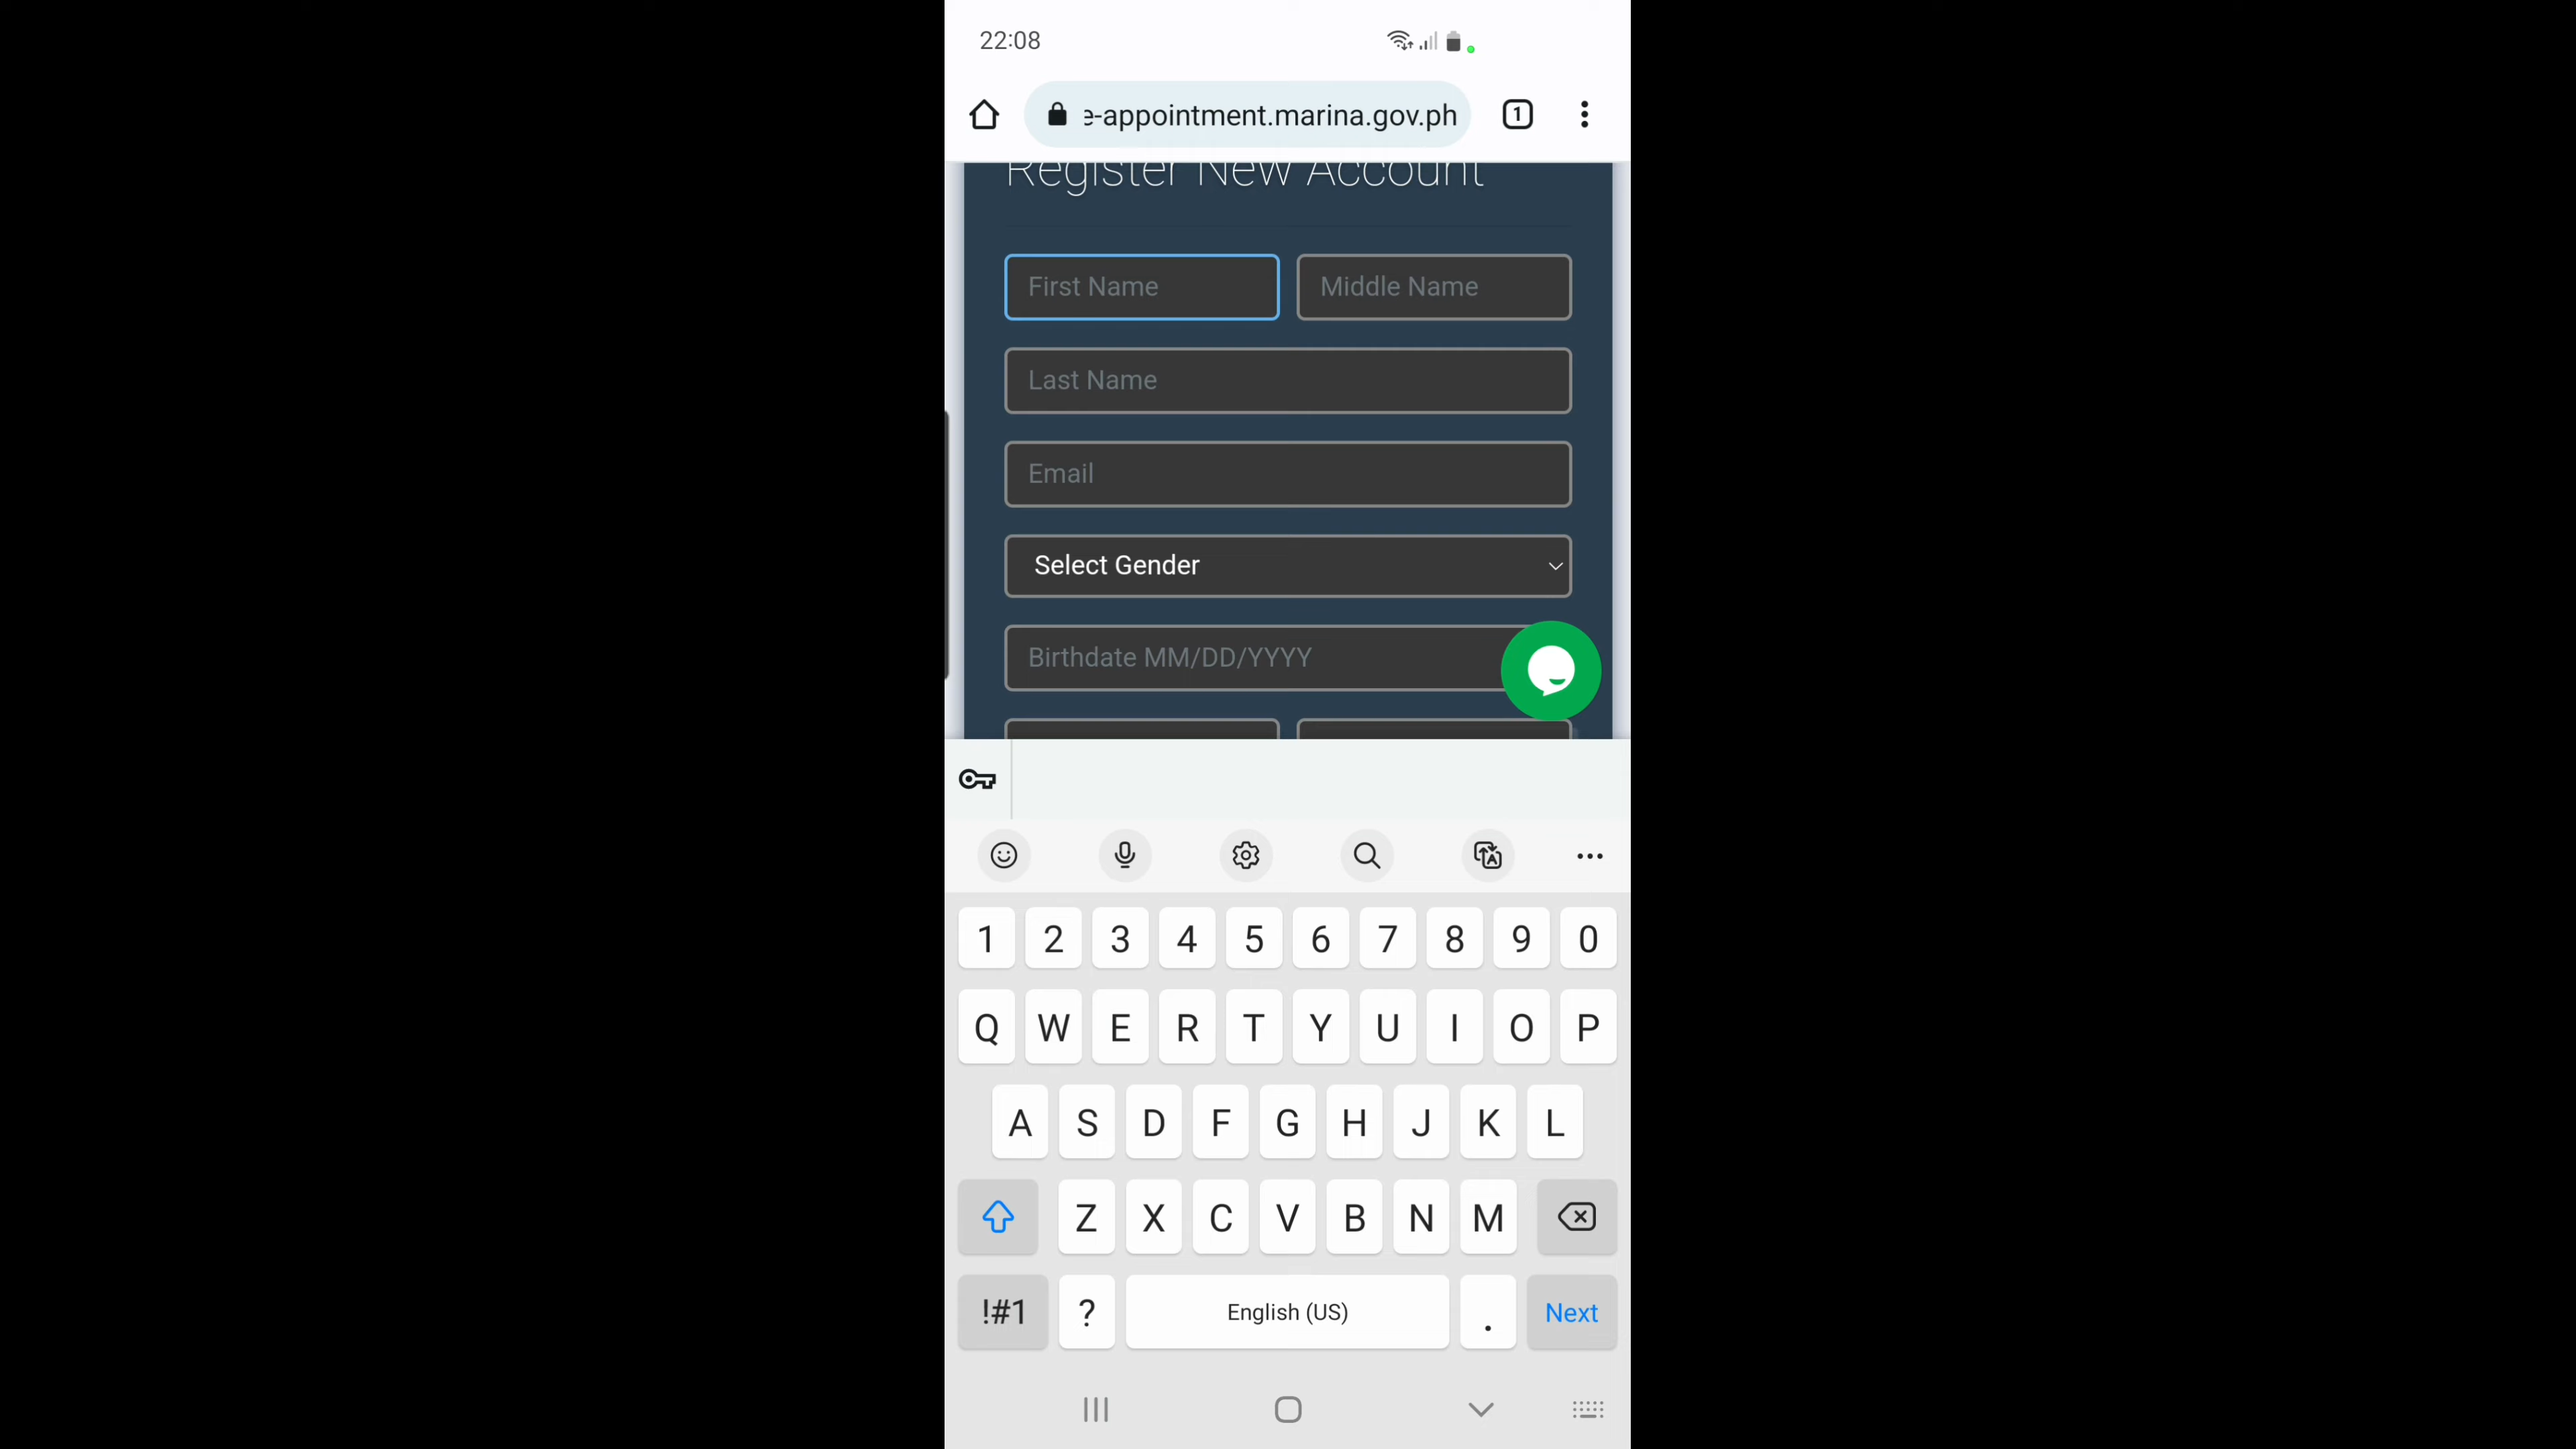 22:08
e-appointment.marina.gov.ph
1
Register New Account
First Name
Middle Name
Last Name
Email
Select Gender
Birthdate MM/DD/YYYY
1 2 3 4 5 6 7 8 9 0
Q W E R T Y U I O P
A S D F G H J K L
Z X C V B N M
!#1 ? English (US) . Next